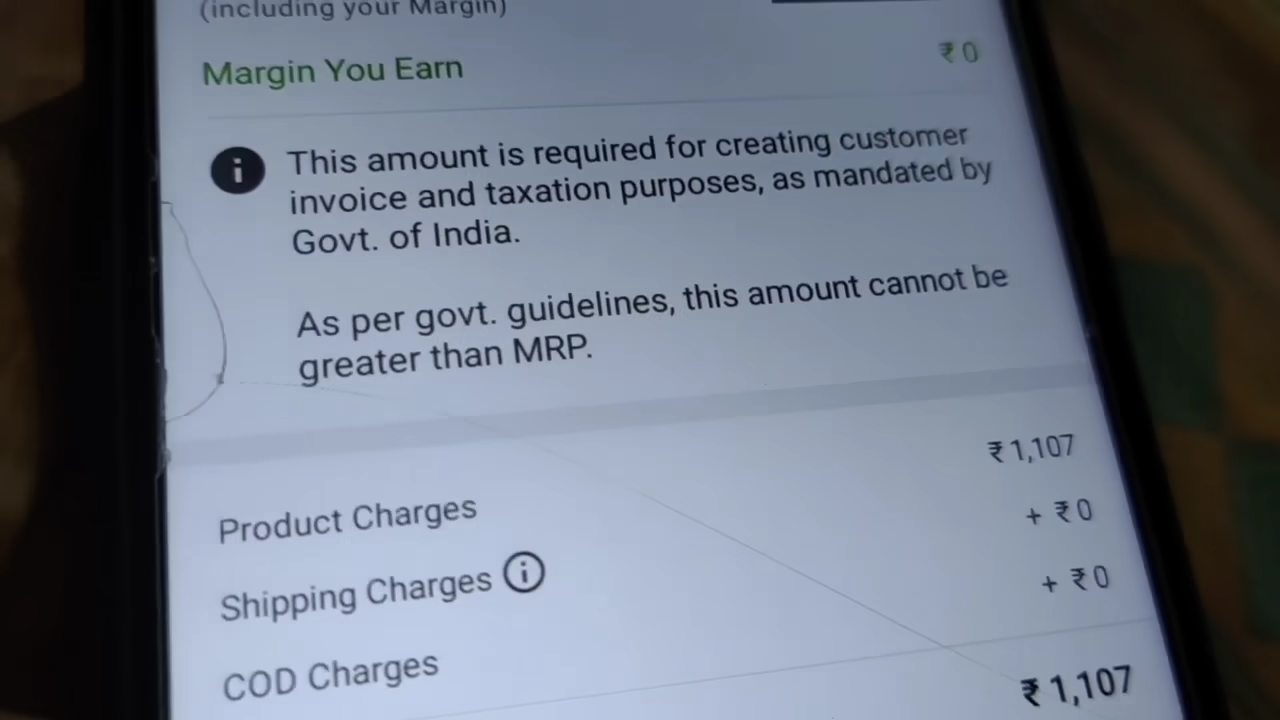 (including your Margin)
Margin You Earn ₹ 0
This amount is required for creating customer
invoice and taxation purposes, as mandated by
Govt. of India.
As per govt. guidelines, this amount cannot be
greater than MRP.
Product Charges ₹ 1,107
Shipping Charges + ₹ 0
COD Charges + ₹ 0
₹ 1,107